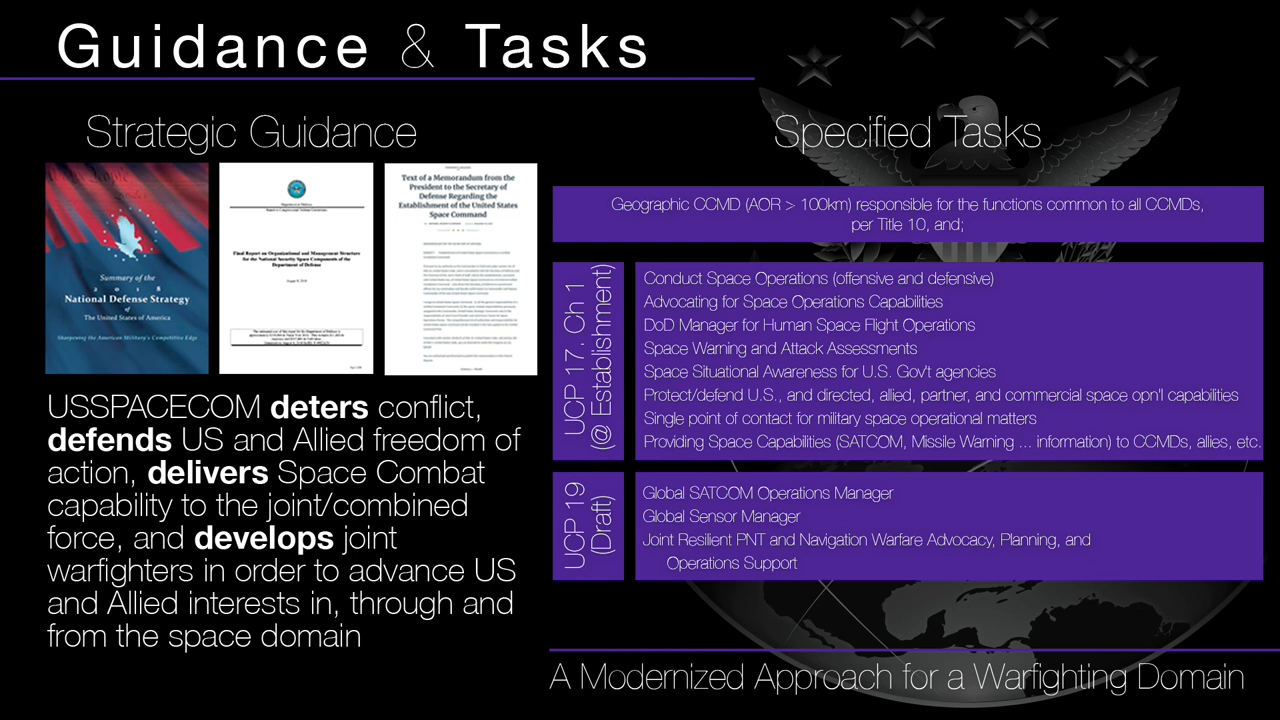 Guidance & Tasks
Strategic Guidance
Summary of the
National Defense Strategy
of
The United States of America
Sharpening the American Military's Competitive Edge
Department of Defense
Final Report on Organizational and Management Structure
for the National Security Space Components of the
Department of Defense
Text of a Memorandum from the
President to the Secretary of
Defense Regarding the
Establishment of the United States
Space Command
USSPACECOM deters conflict,
defends US and Allied freedom of
action, delivers Space Combat
capability to the joint/combined
force, and develops joint
warfighters in order to advance US
and Allied interests in, through and
from the space domain
Specified Tasks
Geographic CCMD AOR > 100km, responsible for the missions common to all CCMDs,
para 10, and;
UCP 17, Ch 1
(@ Establishment)
Space Operations (offensive and defensive)
Advocating for space capabilities
DoD Manager for Human Space Flight Operations
Space Warning and Attack Assessment
Space Situational Awareness for U.S. Gov't agencies
Protect/defend U.S., and directed, allied, partner, and commercial space opn'l capabilities
Single point of contact for military space operational matters
Providing Space Capabilities (SATCOM, Missile Warning ... information) to CCMDs, allies, etc.
UCP 19
(Draft)
Global SATCOM Operations Manager
Global Sensor Manager
Joint Resilient PNT and Navigation Warfare Advocacy, Planning, and
Operations Support
A Modernized Approach for a Warfighting Domain